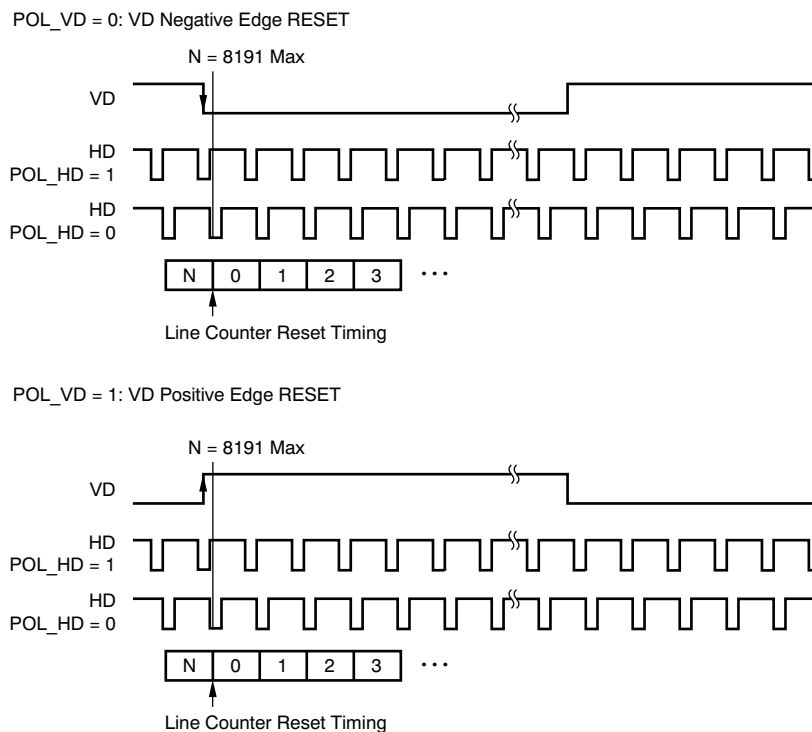 POL_VD = 0: VD Negative Edge RESET
N = 8191 Max
VD
HD
POL_HD = 1
HD
POL_HD = 0
N 0 1 2 3 ···
Line Counter Reset Timing
POL_VD = 1: VD Positive Edge RESET
N = 8191 Max
VD
HD
POL_HD = 1
HD
POL_HD = 0
N 0 1 2 3 ···
Line Counter Reset Timing